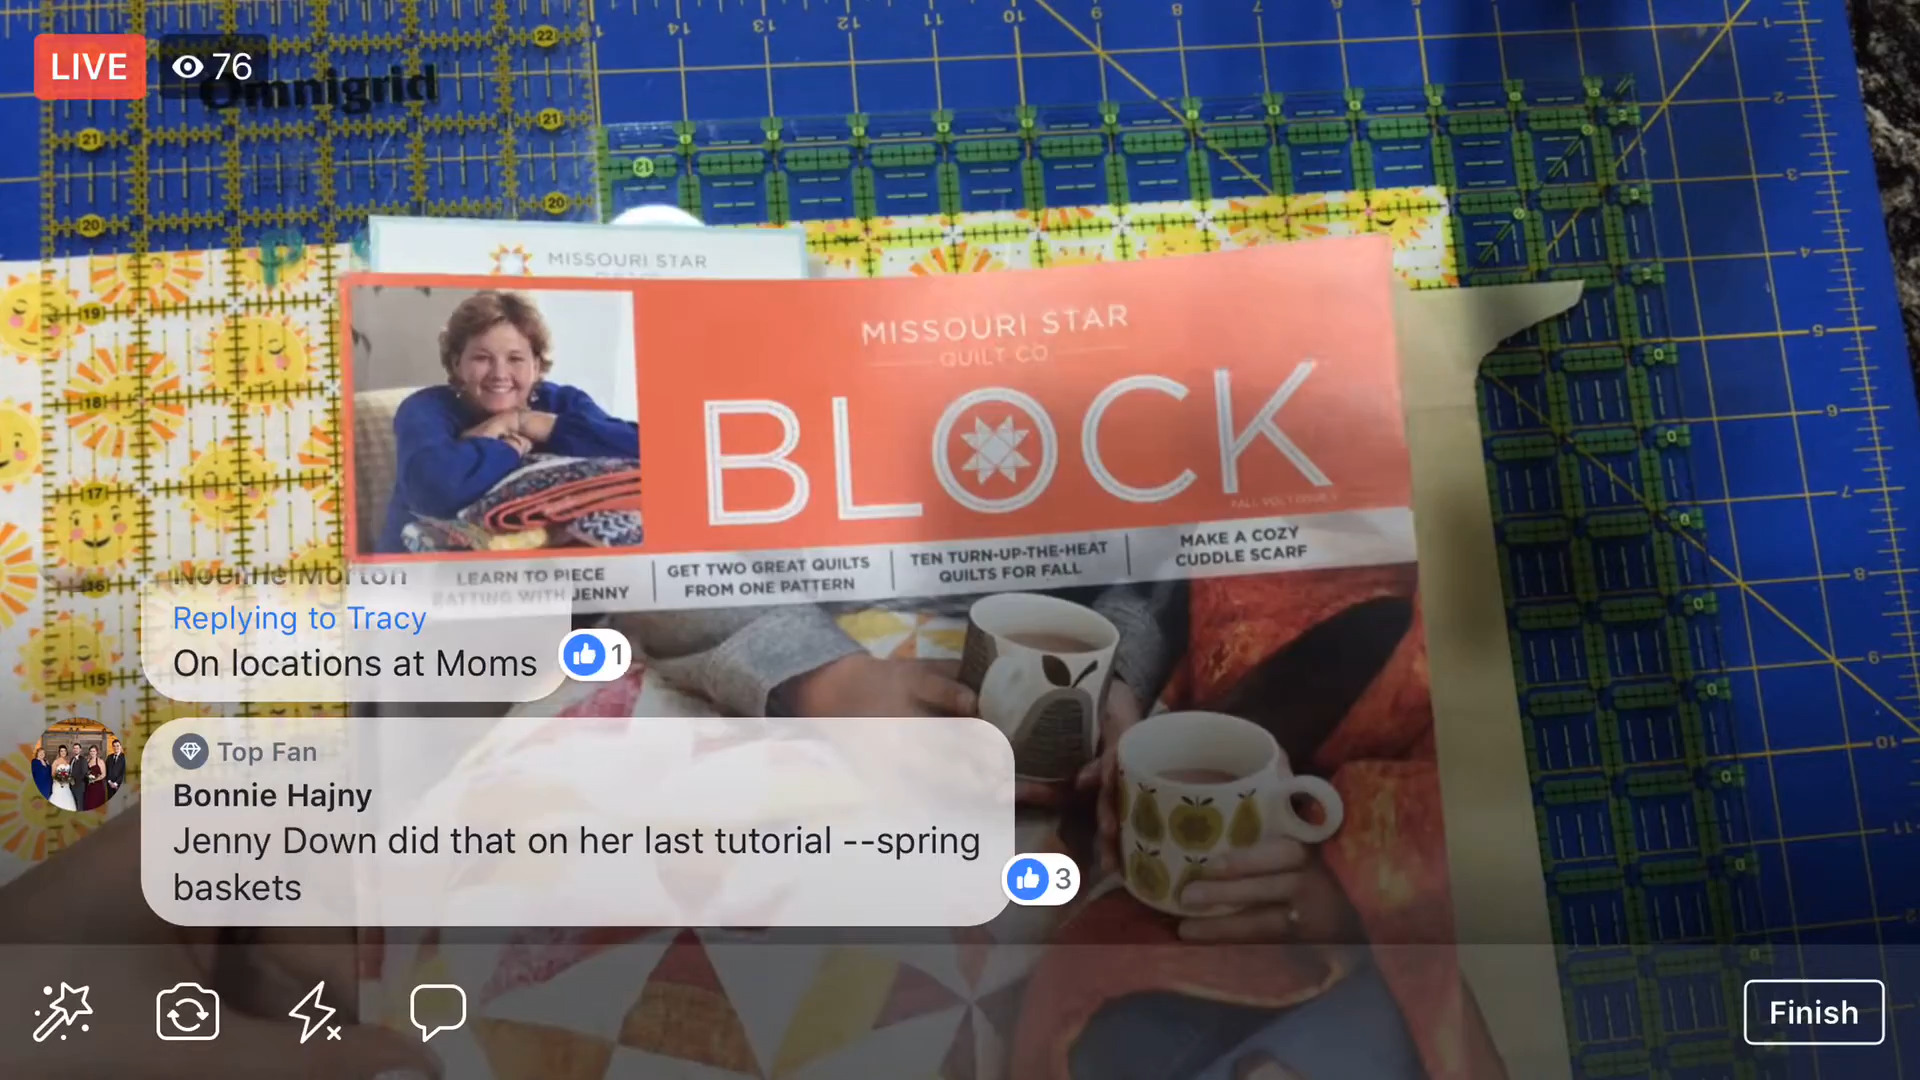 LIVE
76
Omnigrid
MISSOURI STAR
MISSOURI STAR
QUILT CO
BLOCK
LEARN TO PIECE
BATTING WITH JENNY
GET TWO GREAT QUILTS
FROM ONE PATTERN
TEN TURN-UP-THE-HEAT
QUILTS FOR FALL
MAKE A COZY
CUDDLE SCARF
Morton
Replying to Tracy
On locations at Moms
1
Top Fan
Bonnie Hajny
Jenny Down did that on her last tutorial --spring
baskets
3
Finish